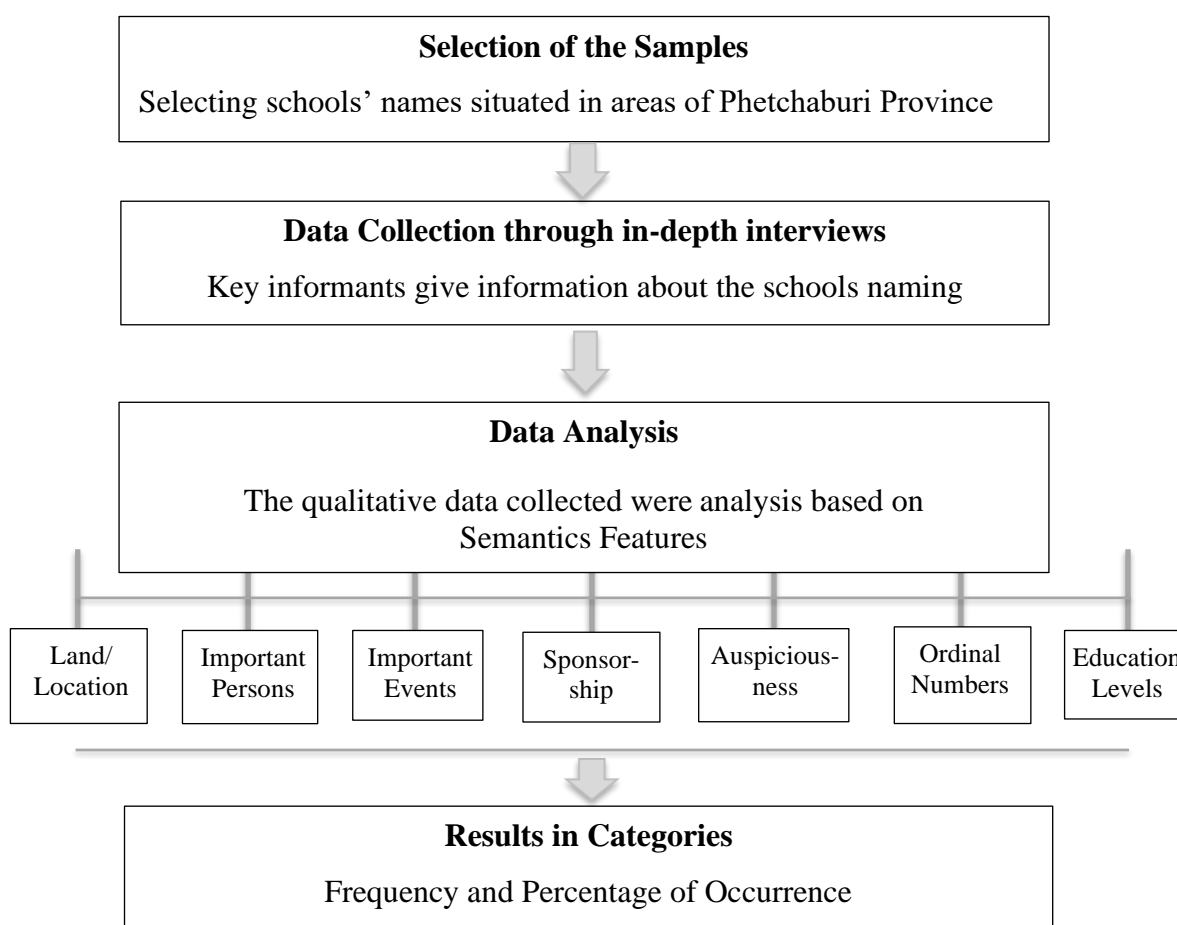 Selection of the Samples
Selecting schools’ names situated in areas of Phetchaburi Province
Data Collection through in-depth interviews
Key informants give information about the schools naming
Data Analysis
The qualitative data collected were analysis based on
Semantics Features
Land/
Location
Important
Persons
Important
Events
Sponsor-
ship
Auspicious-
ness
Ordinal
Numbers
Education
Levels
Results in Categories
Frequency and Percentage of Occurrence